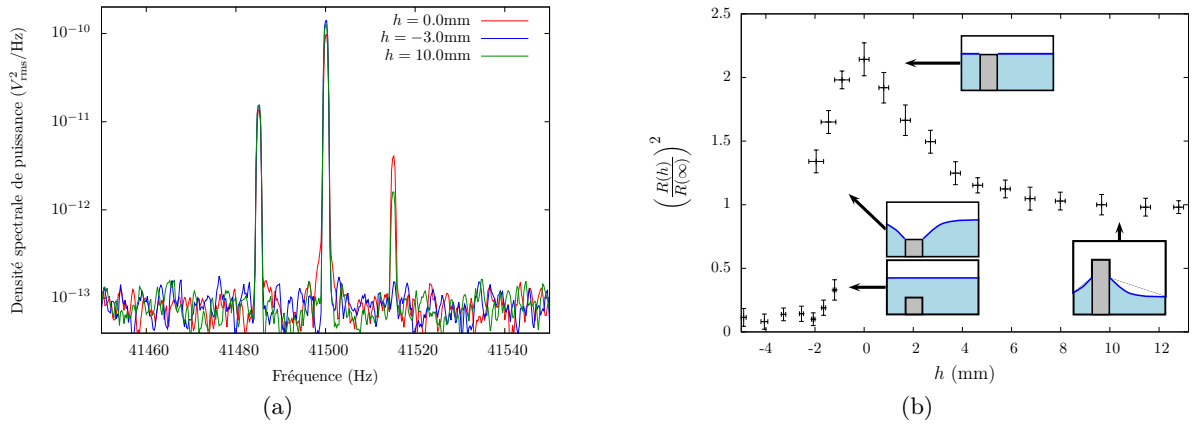 h = 0.0mm
h = −3.0mm
h = 10.0mm
Densité spectrale de puissance (V²rms/Hz)
10⁻¹⁰
10⁻¹¹
10⁻¹²
10⁻¹³
41460 41480 41500 41520 41540
Fréquence (Hz)
(a)
(R(h)/R(∞))²
2.5
2
1.5
1
0.5
0
-4 -2 0 2 4 6 8 10 12
h (mm)
(b)